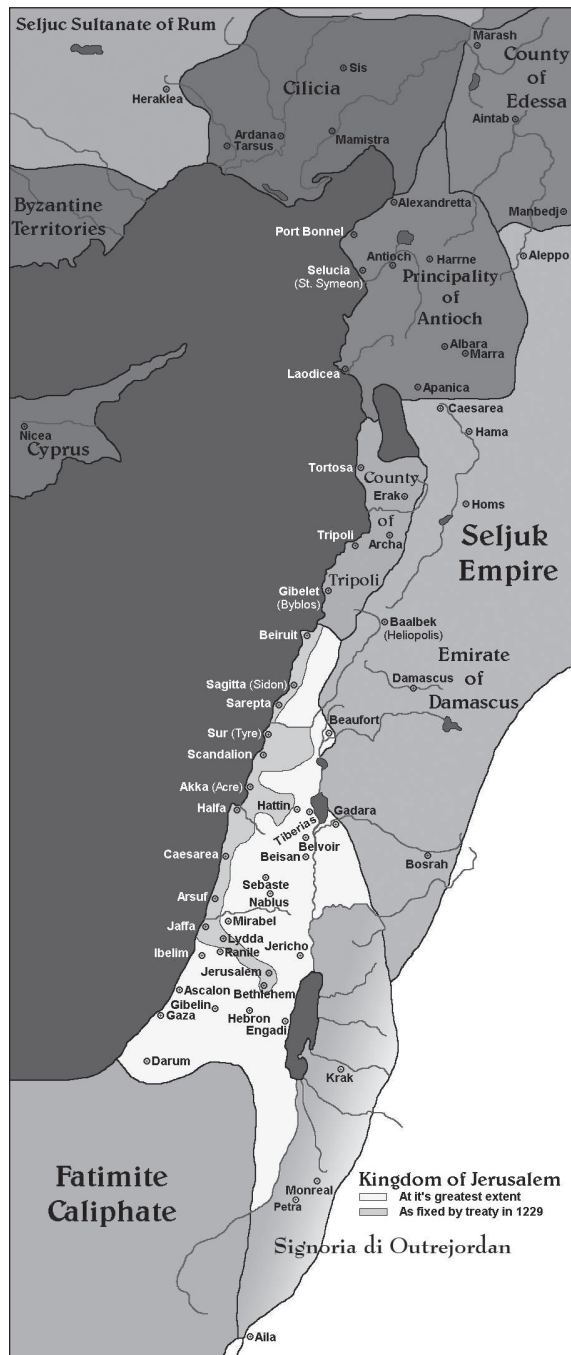 Seljuc Sultanate of Rum
Marash
County
of
Edessa
Sis
Cilicia
Heraklea
Aintab
Ardana
Tarsus
Mamistra
Byzantine
Territories
Alexandretta
Manbedj
Port Bonnel
Antioch
Harrne
Aleppo
Selucia
(St. Symeon)
Principality
of
Antioch
Albara
Marra
Laodicea
Apanica
Caesarea
Nicea
Cyprus
Hama
Tortosa
County
of
Tripoli
Erak
Homs
Tripoli
Archa
Seljuk
Empire
Gibelet
(Byblos)
Baalbek
(Heliopolis)
Beiruit
Emirate
of
Damascus
Damascus
Sagitta (Sidon)
Sarepta
Beaufort
Sur (Tyre)
Scandalion
Akka (Acre)
Hattin
Gadara
Halfa
Tiberias
Belvoir
Caesarea
Beisan
Bosrah
Sebaste
Nablus
Arsuf
Mirabel
Jaffa
Lydda
Jericho
Ibelim
Ranile
Jerusalem
Ascalon
Bethlehem
Gibelin
Gaza
Hebron
Engadi
Darum
Krak
Fatimite
Caliphate
Kingdom of Jerusalem
At it's greatest extent
As fixed by treaty in 1229
Monreal
Petra
Signoria di Outrejordan
Aila